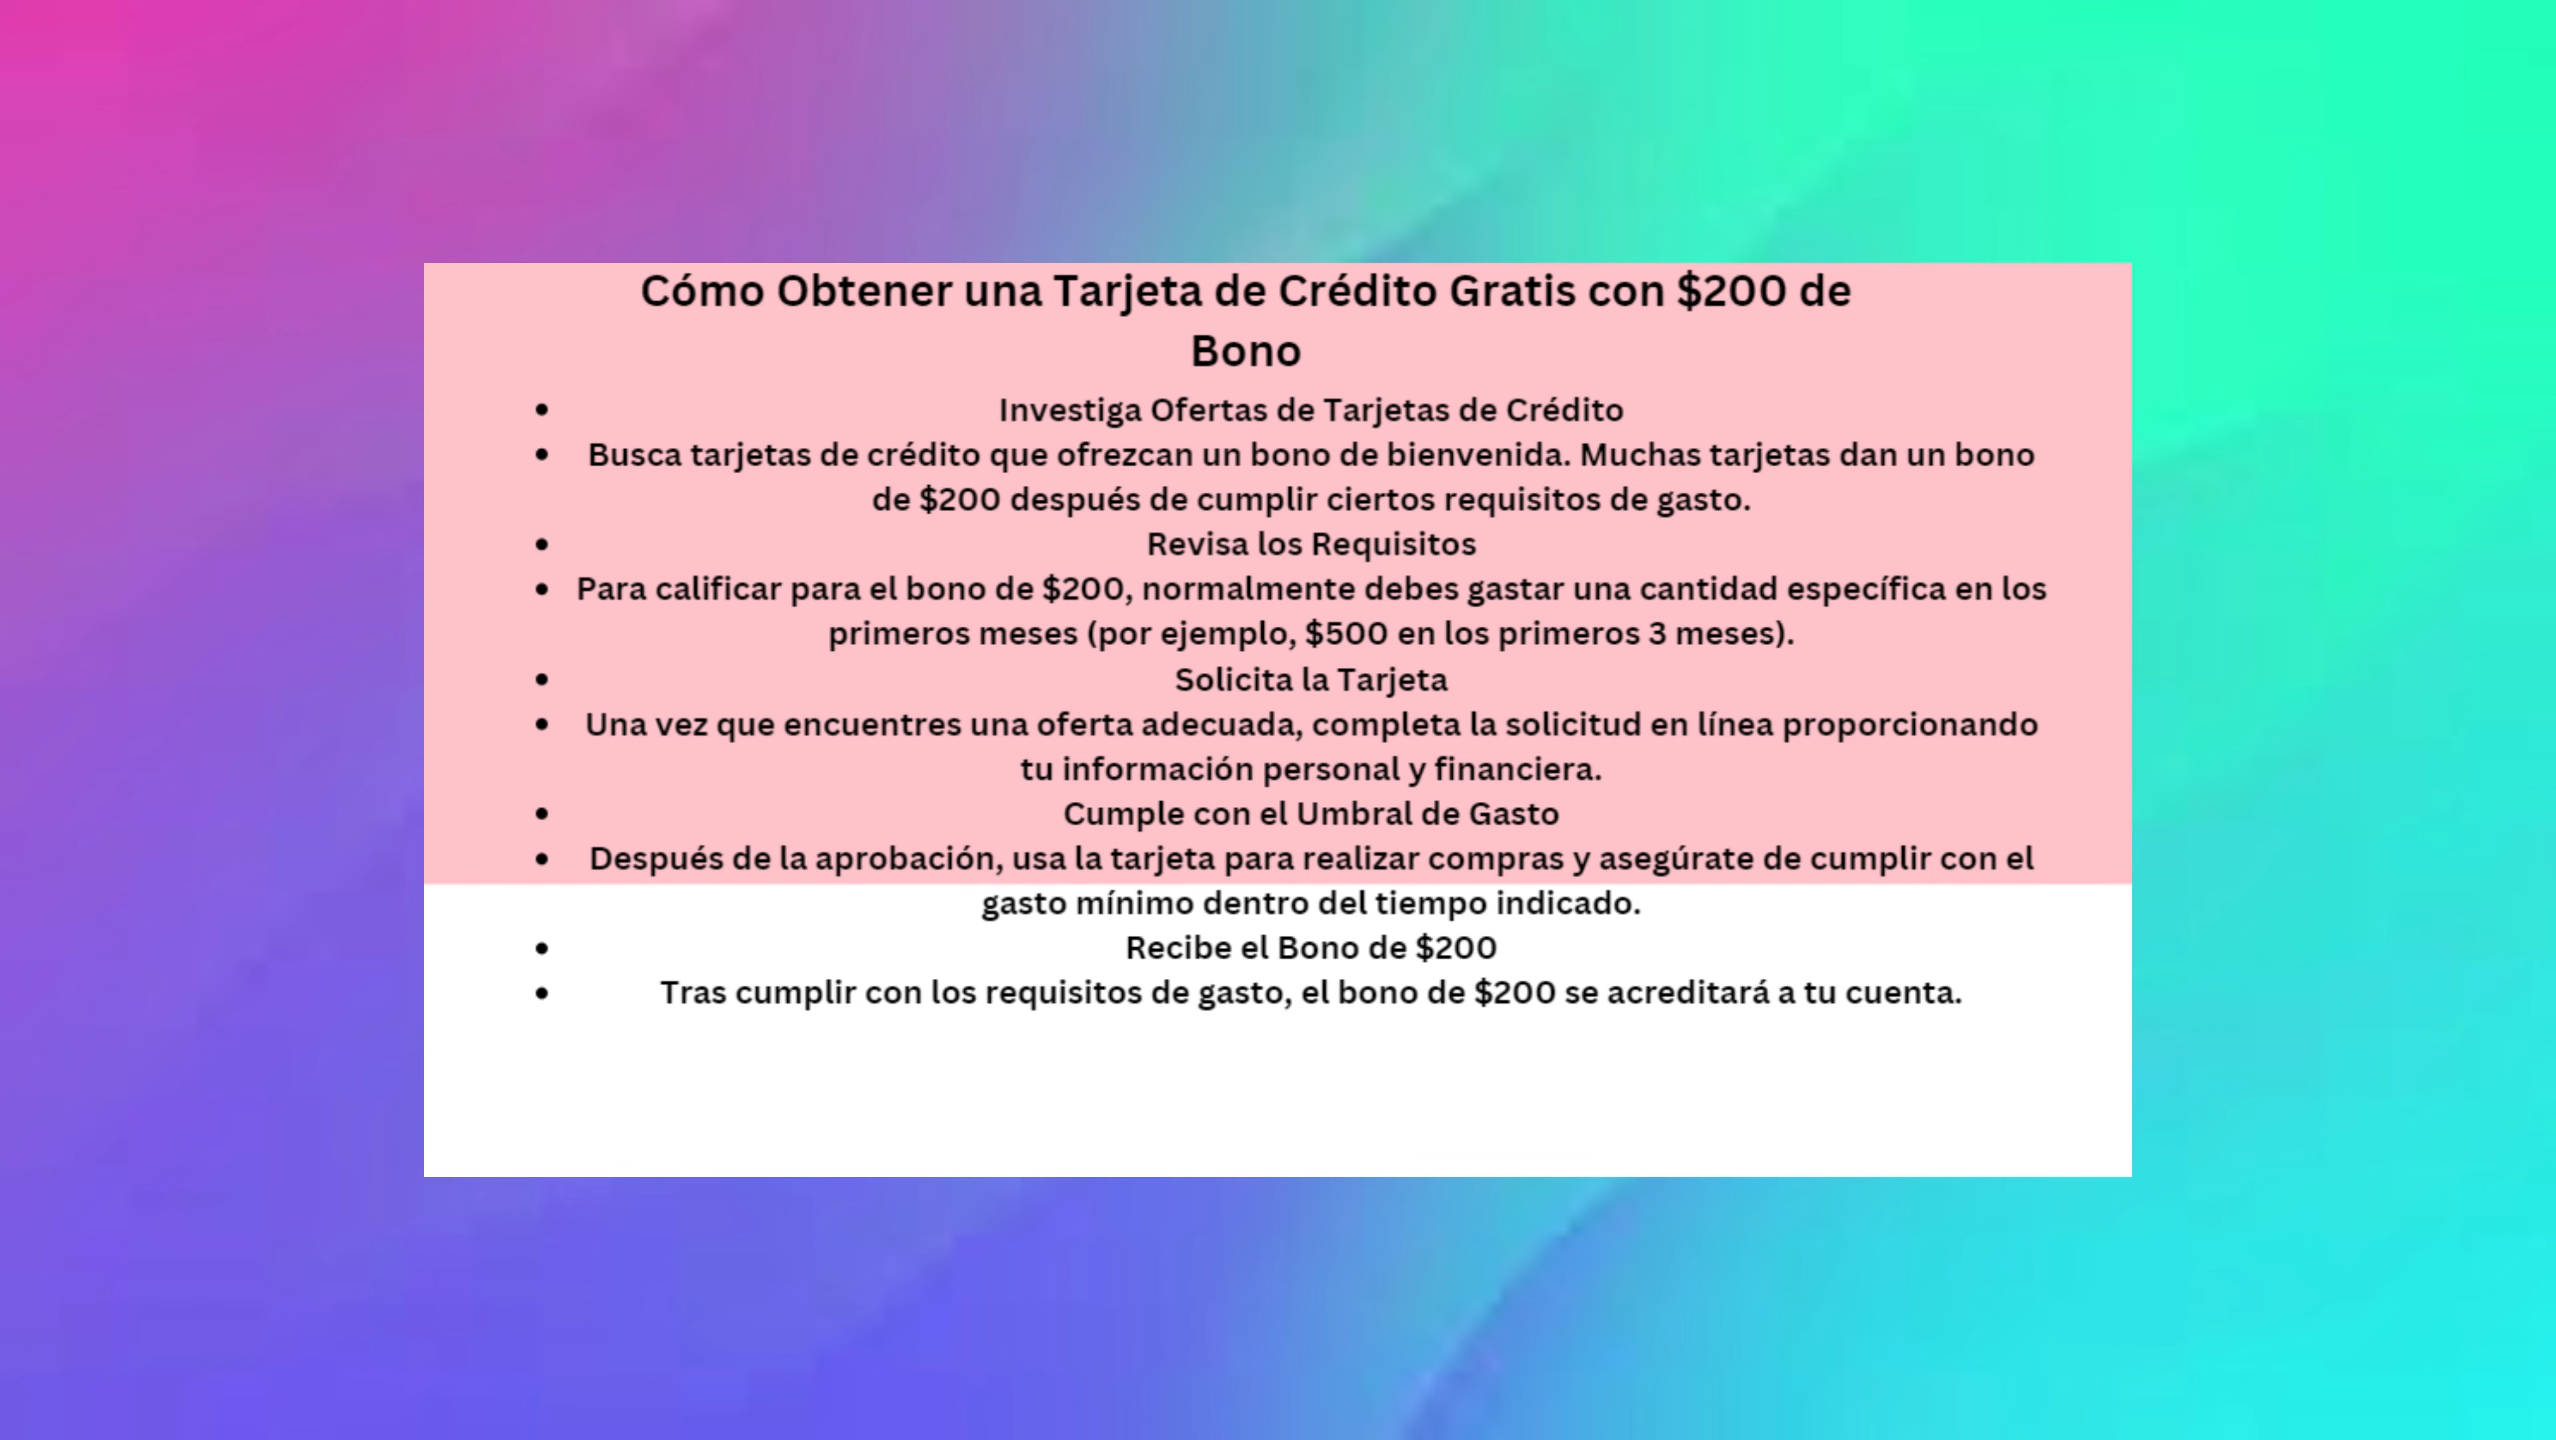 Cómo Obtener una Tarjeta de Crédito Gratis con $200 de
Bono
• Investiga Ofertas de Tarjetas de Crédito
• Busca tarjetas de crédito que ofrezcan un bono de bienvenida. Muchas tarjetas dan un bono
de $200 después de cumplir ciertos requisitos de gasto.
• Revisa los Requisitos
• Para calificar para el bono de $200, normalmente debes gastar una cantidad específica en los
primeros meses (por ejemplo, $500 en los primeros 3 meses).
• Solicita la Tarjeta
• Una vez que encuentres una oferta adecuada, completa la solicitud en línea proporcionando
tu información personal y financiera.
• Cumple con el Umbral de Gasto
• Después de la aprobación, usa la tarjeta para realizar compras y asegúrate de cumplir con el
gasto mínimo dentro del tiempo indicado.
• Recibe el Bono de $200
• Tras cumplir con los requisitos de gasto, el bono de $200 se acreditará a tu cuenta.